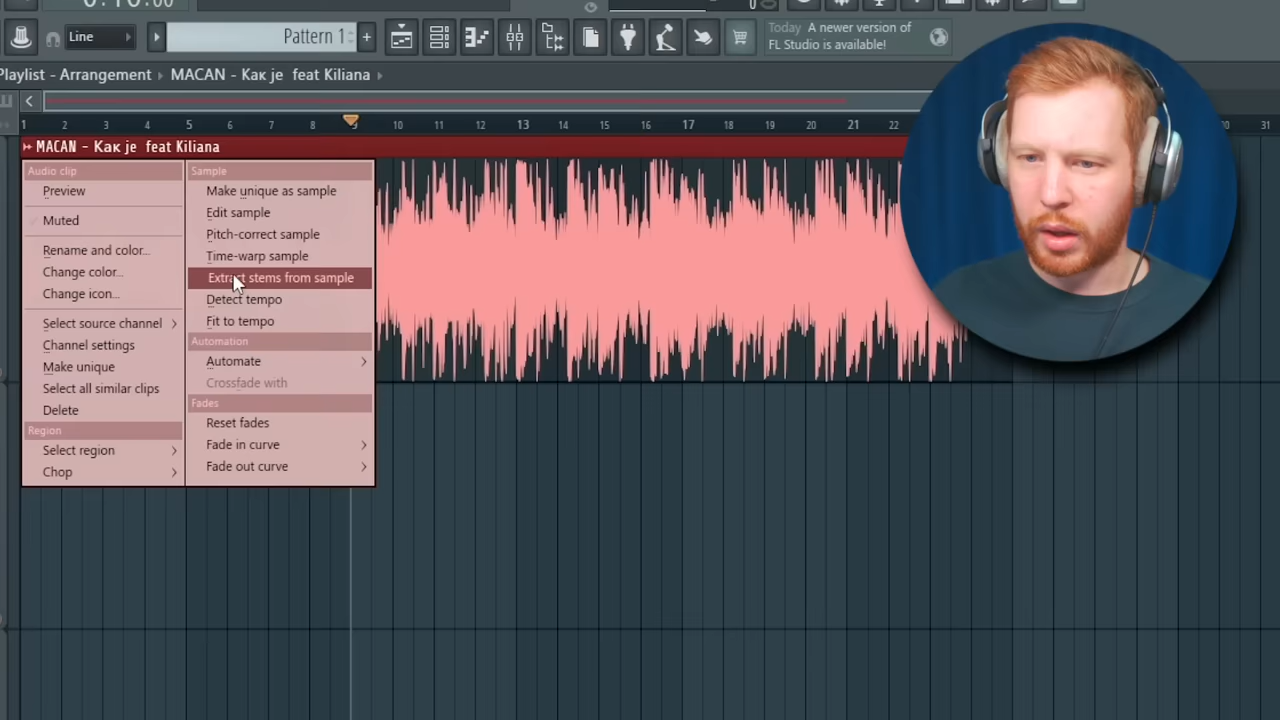 Line
Pattern 1
Today A newer version of
FL Studio is available!
Playlist - Arrangement MACAN - Как је feat Kiliana
1 2 3 4 5 6 7 8 9 10 11 12 13 14 15 16 17 18 19 20 21 22 31
MACAN - Как је feat Kiliana
Audio clip
Preview
Muted
Rename and color...
Change color...
Change icon...
Select source channel
Channel settings
Make unique
Select all similar clips
Delete
Region
Select region
Chop
Sample
Make unique as sample
Edit sample
Pitch-correct sample
Time-warp sample
Extract stems from sample
Detect tempo
Fit to tempo
Automation
Automate
Crossfade with
Fades
Reset fades
Fade in curve
Fade out curve